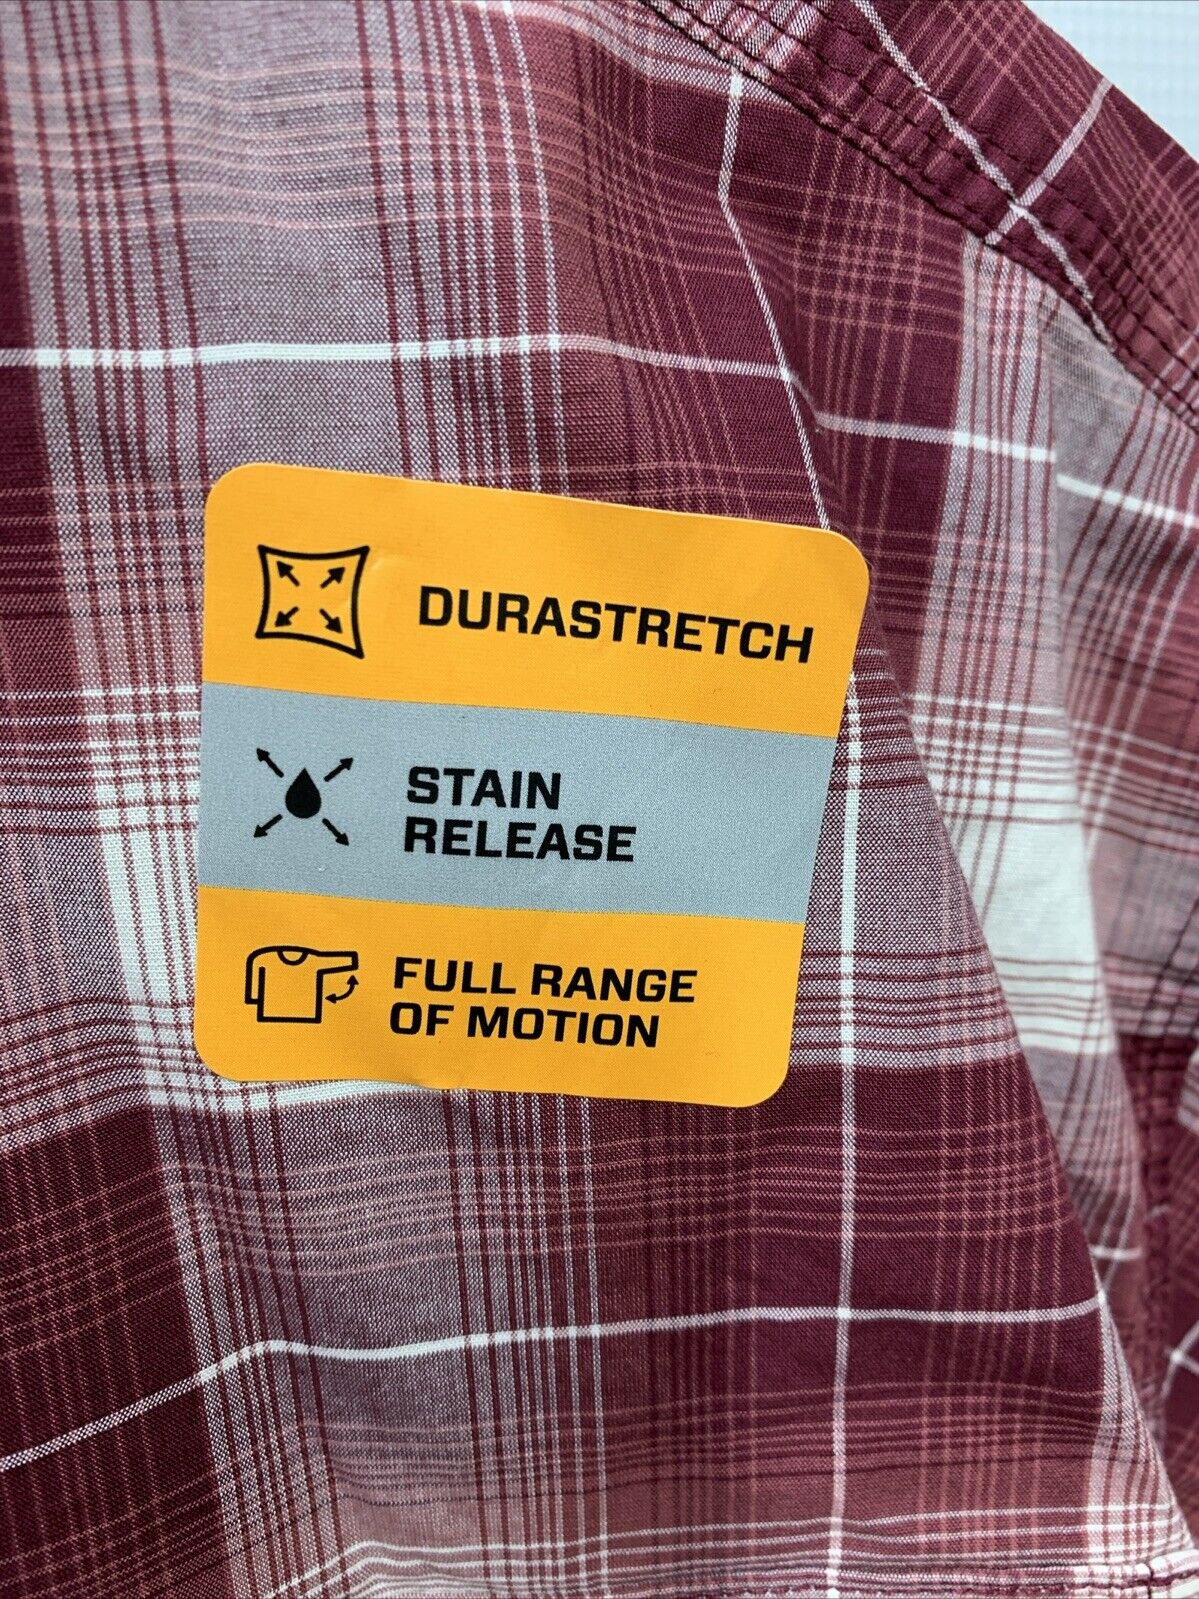 DURASTRETCH
STAIN
RELEASE
FULL RANGE
OF MOTION